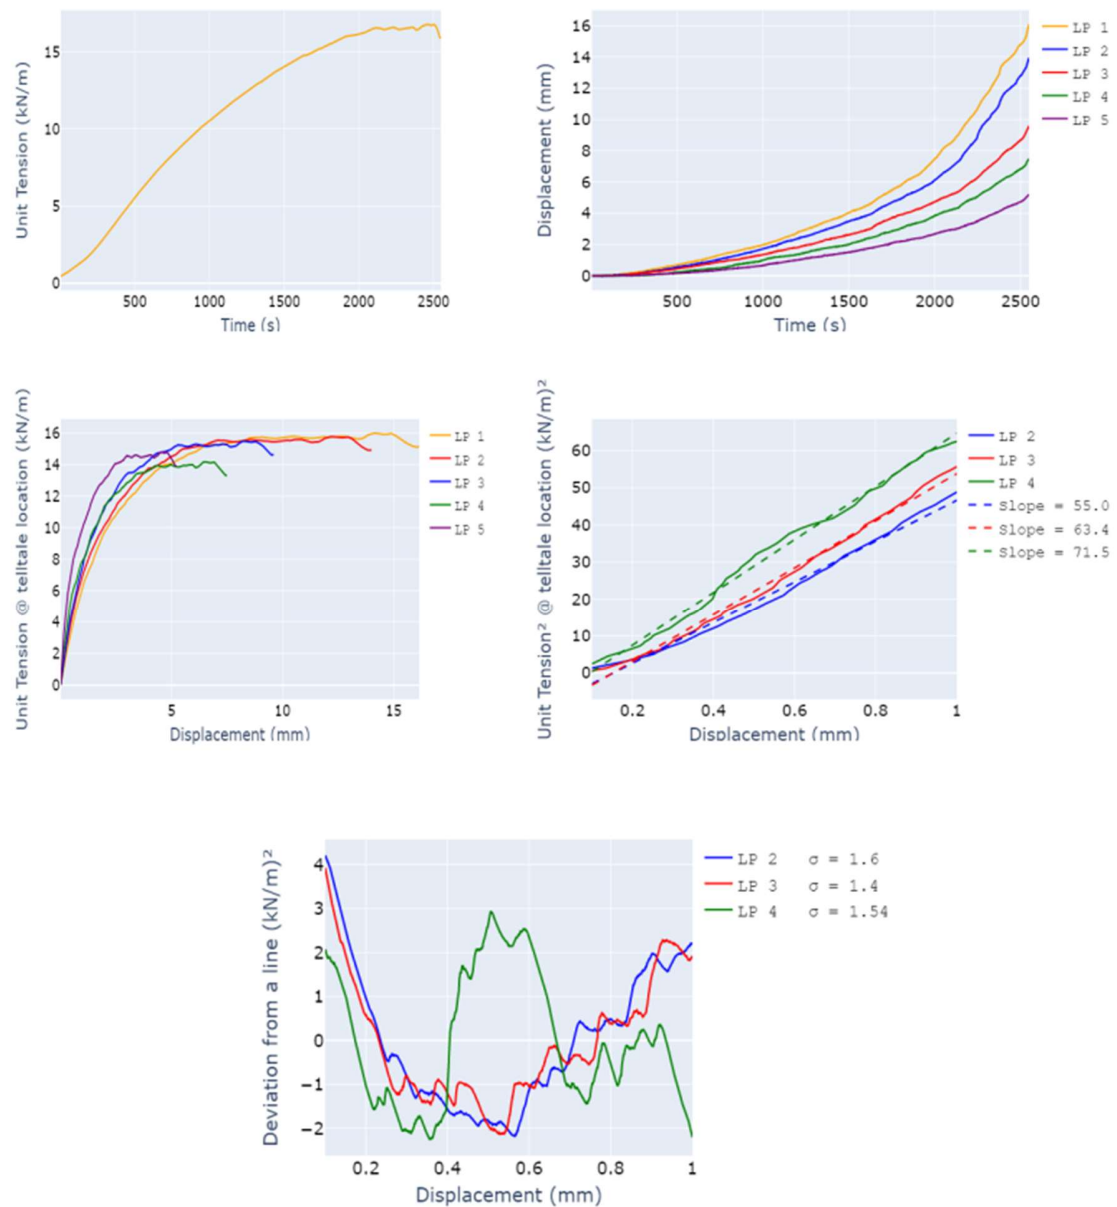 Unit Tension (kN/m)
15
10
5
0
500 1000 1500 2000 2500
Time (s)
Displacement (mm)
16
14
12
10
8
6
4
2
0
500 1000 1500 2000 2500
Time (s)
LP 1
LP 2
LP 3
LP 4
LP 5
Unit Tension @ telltale location (kN/m)
16
14
12
10
8
6
4
2
0
5 10 15
Displacement (mm)
LP 1
LP 2
LP 3
LP 4
LP 5
Unit Tension² @ telltale location (kN/m)²
60
50
40
30
20
10
0
0.2 0.4 0.6 0.8 1
Displacement (mm)
LP 2
LP 3
LP 4
Slope = 55.0
Slope = 63.4
Slope = 71.5
Deviation from a line (kN/m)²
4
3
2
1
0
−1
−2
0.2 0.4 0.6 0.8 1
Displacement (mm)
LP 2 σ = 1.6
LP 3 σ = 1.4
LP 4 σ = 1.54